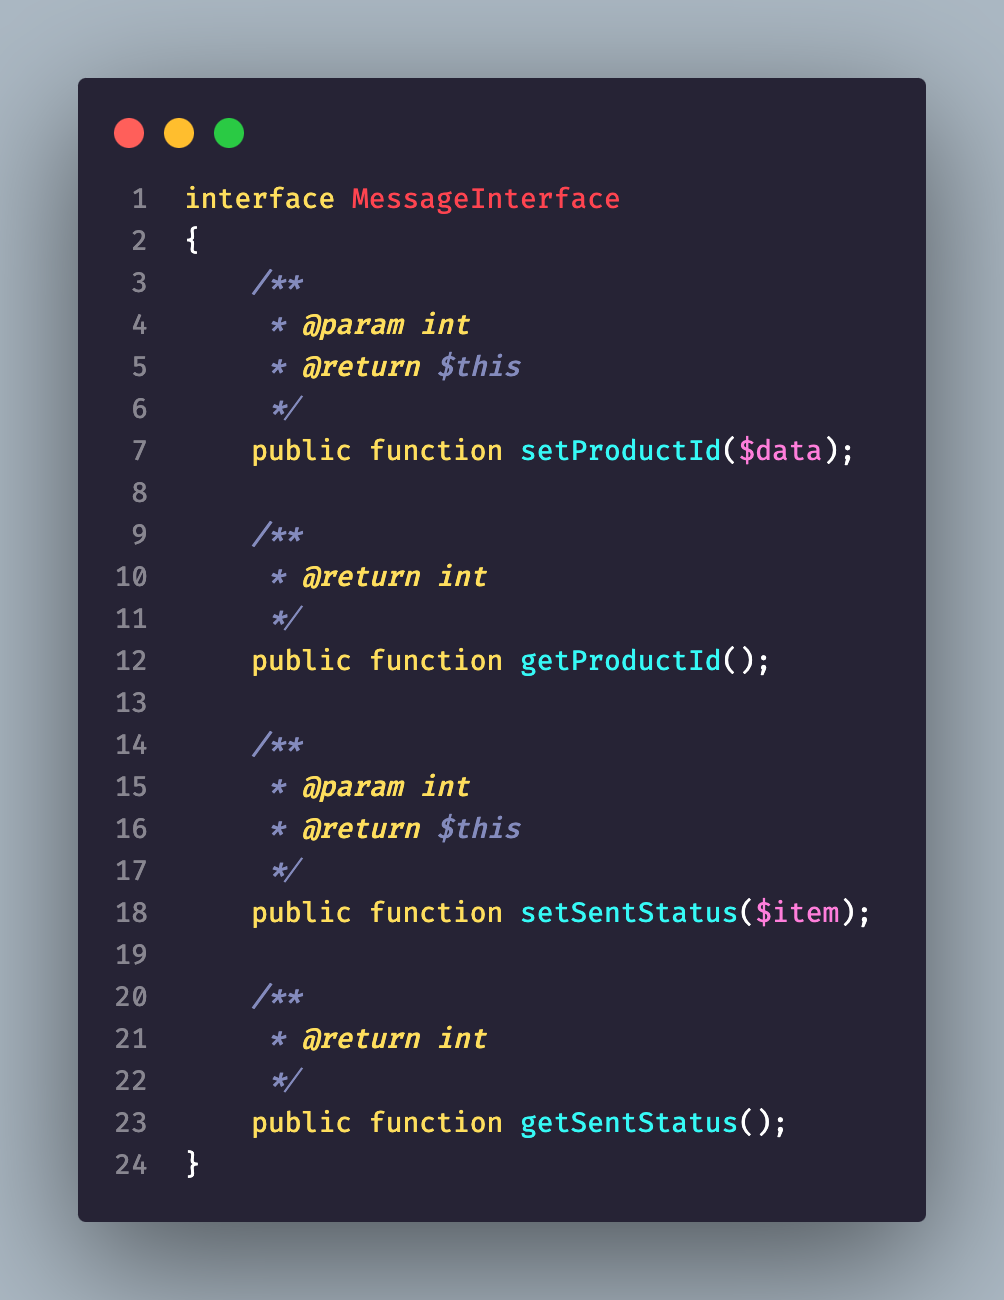 1 interface MessageInterface
2 {
3     /**
4      * @param int
5      * @return $this
6      */
7     public function setProductId($data);
8
9     /**
10      * @return int
11      */
12     public function getProductId();
13
14     /**
15      * @param int
16      * @return $this
17      */
18     public function setSentStatus($item);
19
20     /**
21      * @return int
22      */
23     public function getSentStatus();
24 }